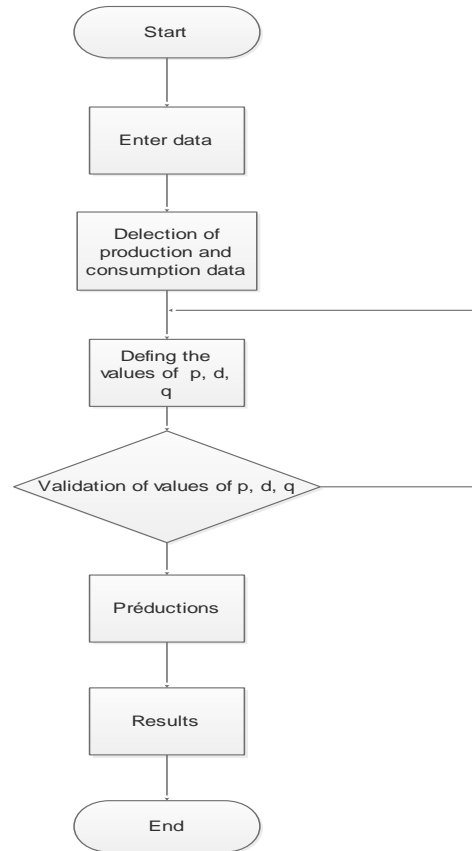 Start
Enter data
Delection of
production and
consumption data
Defing the
values of p, d,
q
Validation of values of p, d, q
Préductions
Results
End